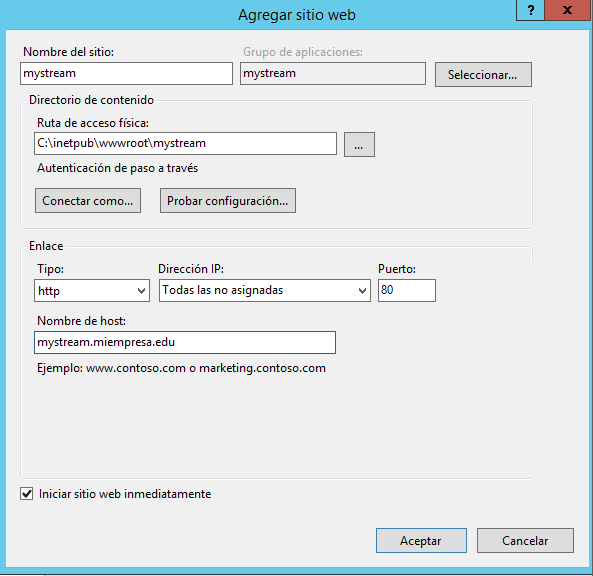 Agregar sitio web
? x
Nombre del sitio: Grupo de aplicaciones:
mystream mystream Seleccionar...
Directorio de contenido
Ruta de acceso física:
C:\inetpub\wwwroot\mystream ...
Autenticación de paso a través
Conectar como... Probar configuración...
Enlace
Tipo: Dirección IP: Puerto:
http Todas las no asignadas 80
Nombre de host:
mystream.miempresa.edu
Ejemplo: www.contoso.com o marketing.contoso.com
Iniciar sitio web inmediatamente
Aceptar Cancelar